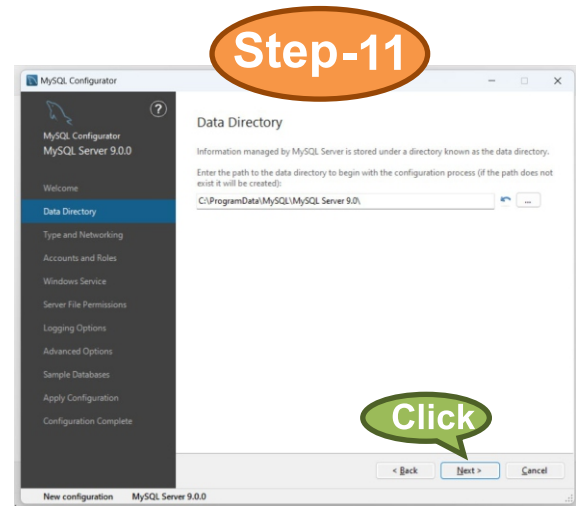 Step-11
MySQL Configurator
?
MySQL Configurator
MySQL Server 9.0.0
Welcome
Data Directory
Type and Networking
Accounts and Roles
Windows Service
Server File Permissions
Logging Options
Advanced Options
Sample Databases
Apply Configuration
Configuration Complete
Data Directory
Information managed by MySQL Server is stored under a directory known as the data directory.
Enter the path to the data directory to begin with the configuration process (if the path does not
exist it will be created):
C:\ProgramData\MySQL\MySQL Server 9.0\
...
Click
< Back
Next >
Cancel
New configuration MySQL Server 9.0.0